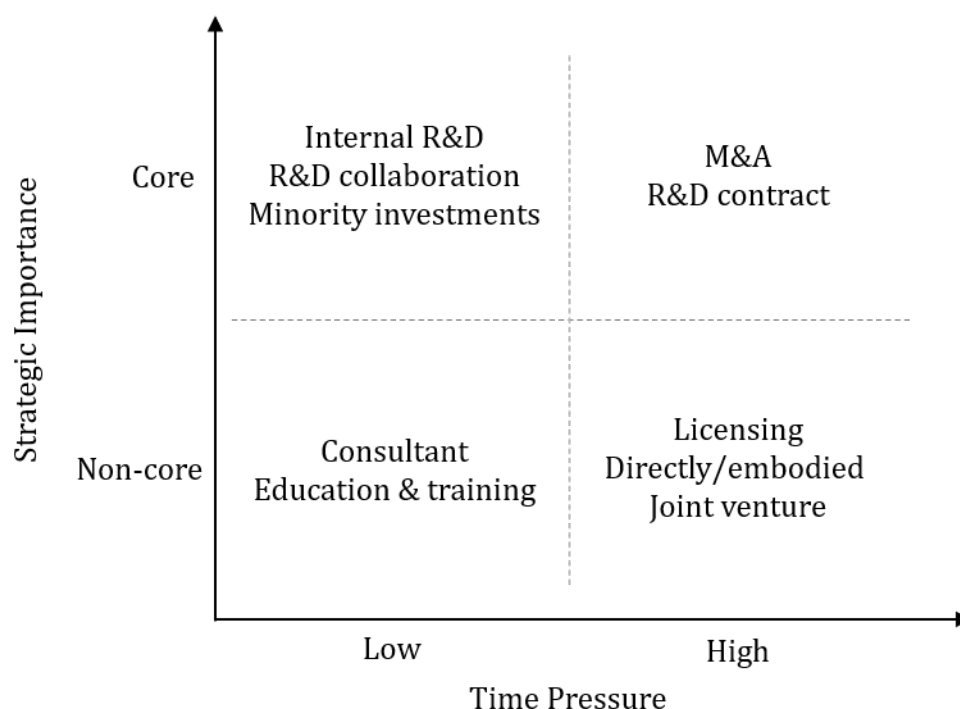 Strategic Importance
Core
Internal R&D
R&D collaboration
Minority investments
M&A
R&D contract
Non-core
Consultant
Education & training
Licensing
Directly/embodied
Joint venture
Low
High
Time Pressure